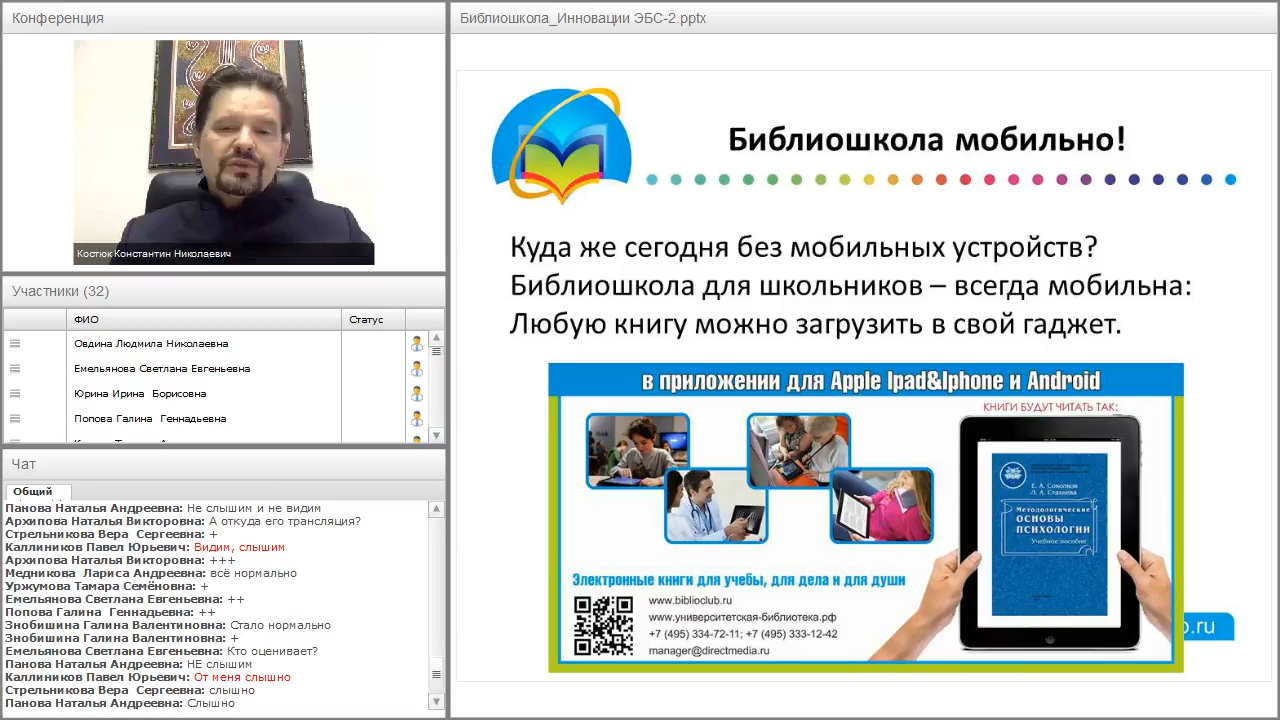 Конференция
Костюк Константин Николаевич
Участники (32)
ФИО
Статус
Овдина Людмила Николаевна
Емельянова Светлана Евгеньевна
Юрина Ирина Борисовна
Попова Галина Геннадьевна
Чат
Общий
Панова Наталья Андреевна: Не слышим и не видим
Архипова Наталья Викторовна: А откуда его трансляция?
Стрельникова Вера Сергеевна: +
Каллиников Павел Юрьевич: Видим, слышим
Архипова Наталья Викторовна: +++
Медникова Лариса Андреевна: всё нормально
Уржумова Тамара Семёновна: +
Емельянова Светлана Евгеньевна: ++
Попова Галина Геннадьевна: ++
Знобишина Галина Валентиновна: Стало нормально
Знобишина Галина Валентиновна: +
Емельянова Светлана Евгеньевна: Кто оценивает?
Панова Наталья Андреевна: НЕ слышим
Каллиников Павел Юрьевич: От меня слышно
Стрельникова Вера Сергеевна: слышно
Панова Наталья Андреевна: Слышно
Библиошкола_Инновации ЭБС-2.pptx
Библиошкола мобильно!
Куда же сегодня без мобильных устройств?
Библиошкола для школьников – всегда мобильна:
Любую книгу можно загрузить в свой гаджет.
в приложении для Apple Ipad&Iphone и Android
КНИГИ БУДУТ ЧИТАТЬ ТАК:
Е. А. Соколков
Методологические
ОСНОВЫ
ПСИХОЛОГИИ
Учебное пособие
Электронные книги для учебы, для дела и для души
www.biblioclub.ru
www.университетская-библиотека.рф
+7 (495) 334-72-11; +7 (495) 333-12-42
manager@directmedia.ru
.ru